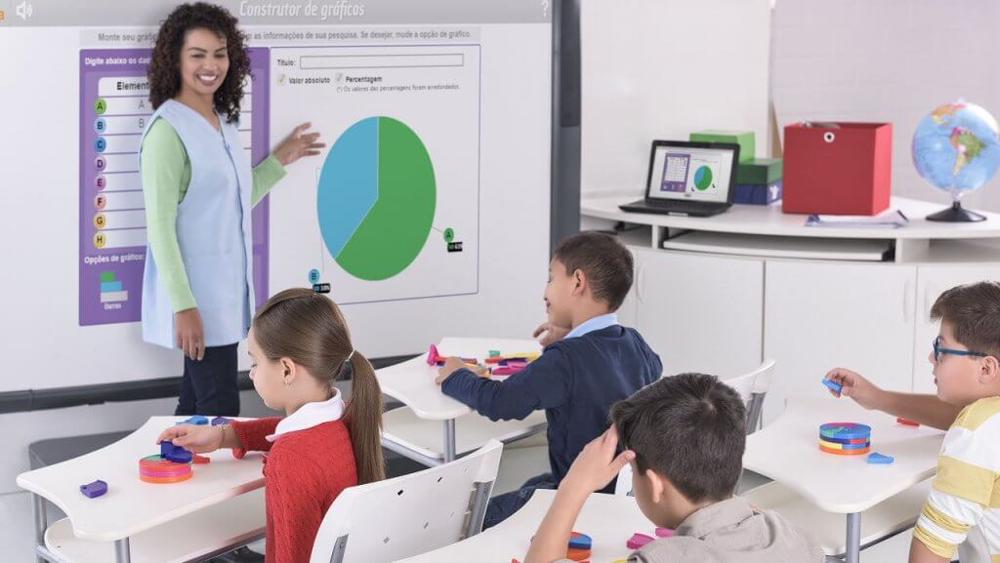 Construtor de gráficos
?
Monte seu gráfi
m as informações de sua pesquisa. Se desejar, mude a opção de gráfico.
Digite abaixo os dad
Título:
Valor absoluto
Percentagem
(*) Os valores das percentagens foram arredondados.
Element
A A
B B
C
D
E
F
G
H
Opções de gráfico:
Barras
A
B